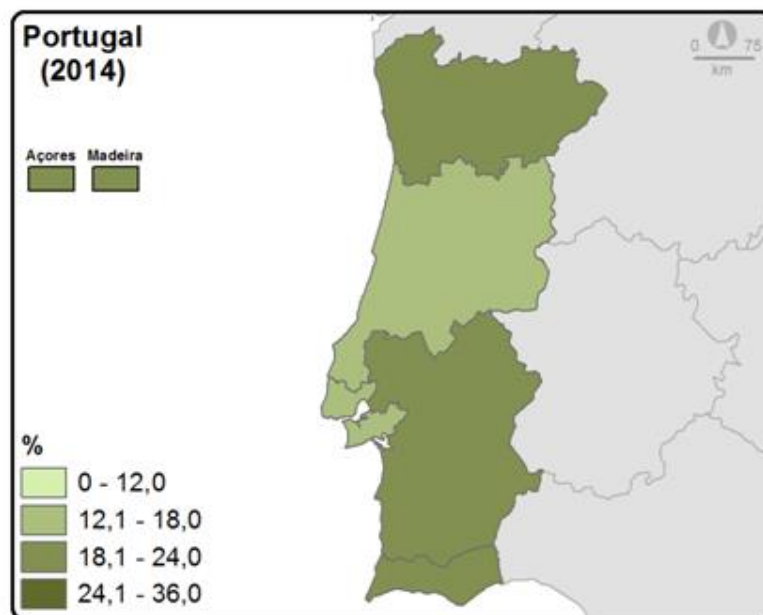 Portugal
(2014)
0 75
km
Açores Madeira
%
0 - 12,0
12,1 - 18,0
18,1 - 24,0
24,1 - 36,0